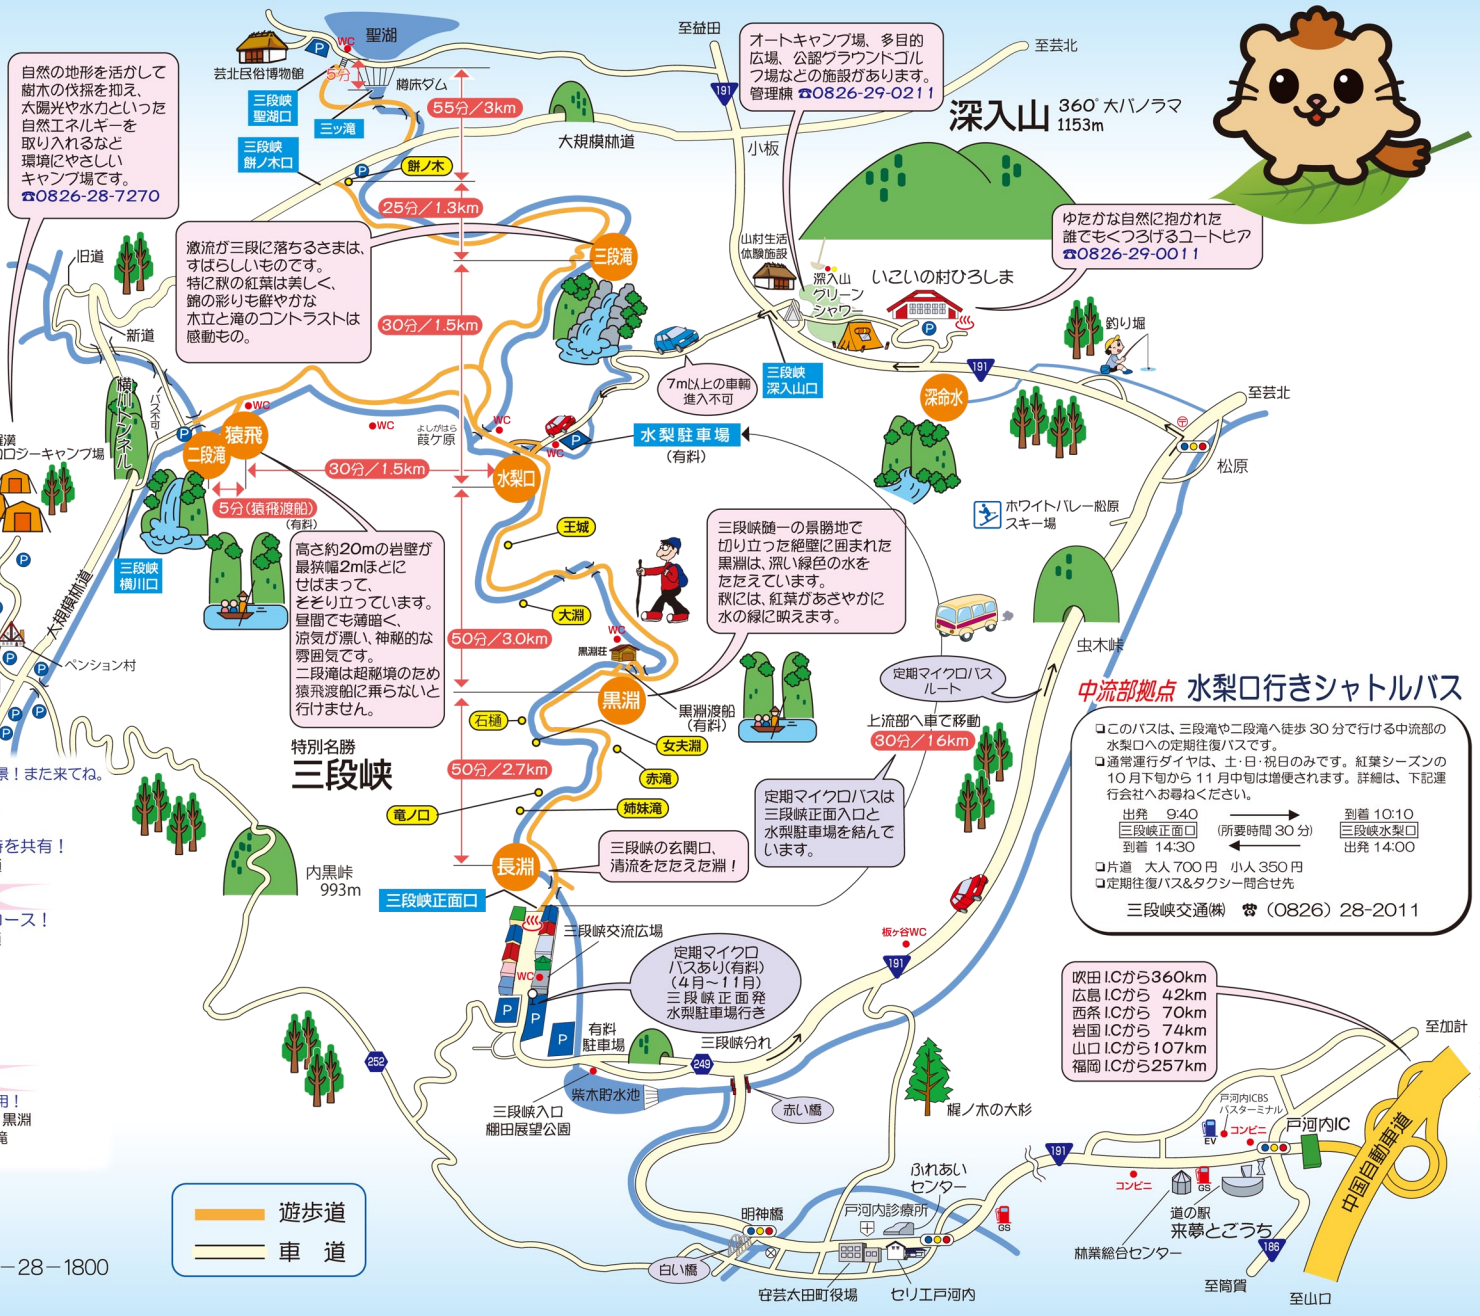 自然の地形を活かして
樹木の伐採を抑え、
太陽光や水力といった
自然エネルギーを
取り入れるなど
環境にやさしい
キャンプ場です。
☎0826-28-7270
芸北民俗博物館
P
WC
聖湖
5分
樽床ダム
三段峡
聖湖口
三ッ滝
三段峡
餅ノ木口
P
餅ノ木
55分/3km
25分/1.3km
30分/1.5km
大規模林道
至益田
191
小板
オートキャンプ場、多目的
広場、公認グラウンドゴル
フ場などの施設があります。
管理棟 ☎0826-29-0211
至芸北
深入山
360°大パノラマ
1153m
ゆたかな自然に抱かれた
誰でもくつろげるユートピア
☎0826-29-0011
激流が三段に落ちるさまは、
すばらしいものです。
特に秋の紅葉は美しく、
錦の彩りも鮮やかな
木立と滝のコントラストは
感動もの。
三段滝
山村生活
体験施設
深入山
グリーン
シャワー
いこいの村ひろしま
P
釣り堀
191
三段峡
深入山口
7m以上の車輌
進入不可
深命水
至芸北
松原
ホワイトバレー松原
スキー場
旧道
新道
横川トンネル
バス不可
P
WC
WC
猿飛
二段滝
よしがはら
葭ケ原
WC
WC
P
水梨駐車場
(有料)
水梨口
30分/1.5km
5分(猿飛渡船)
(有料)
コロジーキャンプ場
三段峡
横川口
大規模林道
P
P
P
P
P
ペンション村
高さ約20mの岩壁が
最狭幅2mほどに
せばまって、
そそり立っています。
昼間でも薄暗く、
涼気が漂い、神秘的な
雰囲気です。
二段滝は超秘境のため
猿飛渡船に乗らないと
行けません。
王城
大淵
50分/3.0km
三段峡随一の景勝地で
切り立った絶壁に囲まれた
黒淵は、深い緑色の水を
たたえています。
秋には、紅葉があざやかに
水の緑に映えます。
WC
黒淵荘
黒淵
黒淵渡船
(有料)
石樋
女夫淵
赤滝
50分/2.7km
竜ノ口
姉妹滝
特別名勝
三段峡
長淵
三段峡の玄関口、
清流をたたえた淵!
三段峡正面口
定期マイクロバス
ルート
上流部へ車で移動
30分/16km
定期マイクロバスは
三段峡正面入口と
水梨駐車場を結んで
います。
虫木峠
中流部拠点 水梨口行きシャトルバス
□このバスは、三段滝や二段滝へ徒歩30分で行ける中流部の
水梨口への定期往復バスです。
□通常運行ダイヤは、土・日・祝日のみです。紅葉シーズンの
10月下旬から11月中旬は増便されます。詳細は、下記運
行会社へお尋ねください。
出発 9:40 → 到着 10:10
三段峡正面口 (所要時間30分) 三段峡水梨口
到着 14:30 ← 出発 14:00
□片道 大人700円 小人350円
□定期往復バス&タクシー問合せ先
三段峡交通㈱ ☎(0826)28-2011
景!また来てね。
時を共有!
コース!
用!
黒淵
滝
内黒峠
993m
三段峡交流広場
WC
P
P
P
定期マイクロ
バスあり(有料)
(4月〜11月)
三段峡正面発
水梨駐車場行き
有料
駐車場
板ヶ谷WC
191
三段峡分れ
249
252
柴木貯水池
三段峡入口
棚田展望公園
赤い橋
梶ノ木の大杉
吹田I.Cから360km
広島I.Cから 42km
西条I.Cから 70km
岩国I.Cから 74km
山口I.Cから107km
福岡I.Cから257km
至加計
戸河内ICBS
バスターミナル
EV
コンビニ
戸河内IC
中国自動車道
191
コンビニ
GS
林業総合センター
道の駅
来夢とごうち
186
至筒賀
至山口
ふれあい
センター
戸河内診療所
明神橋
GS
白い橋
安芸太田町役場
セリエ戸河内
遊歩道
車 道
-28-1800